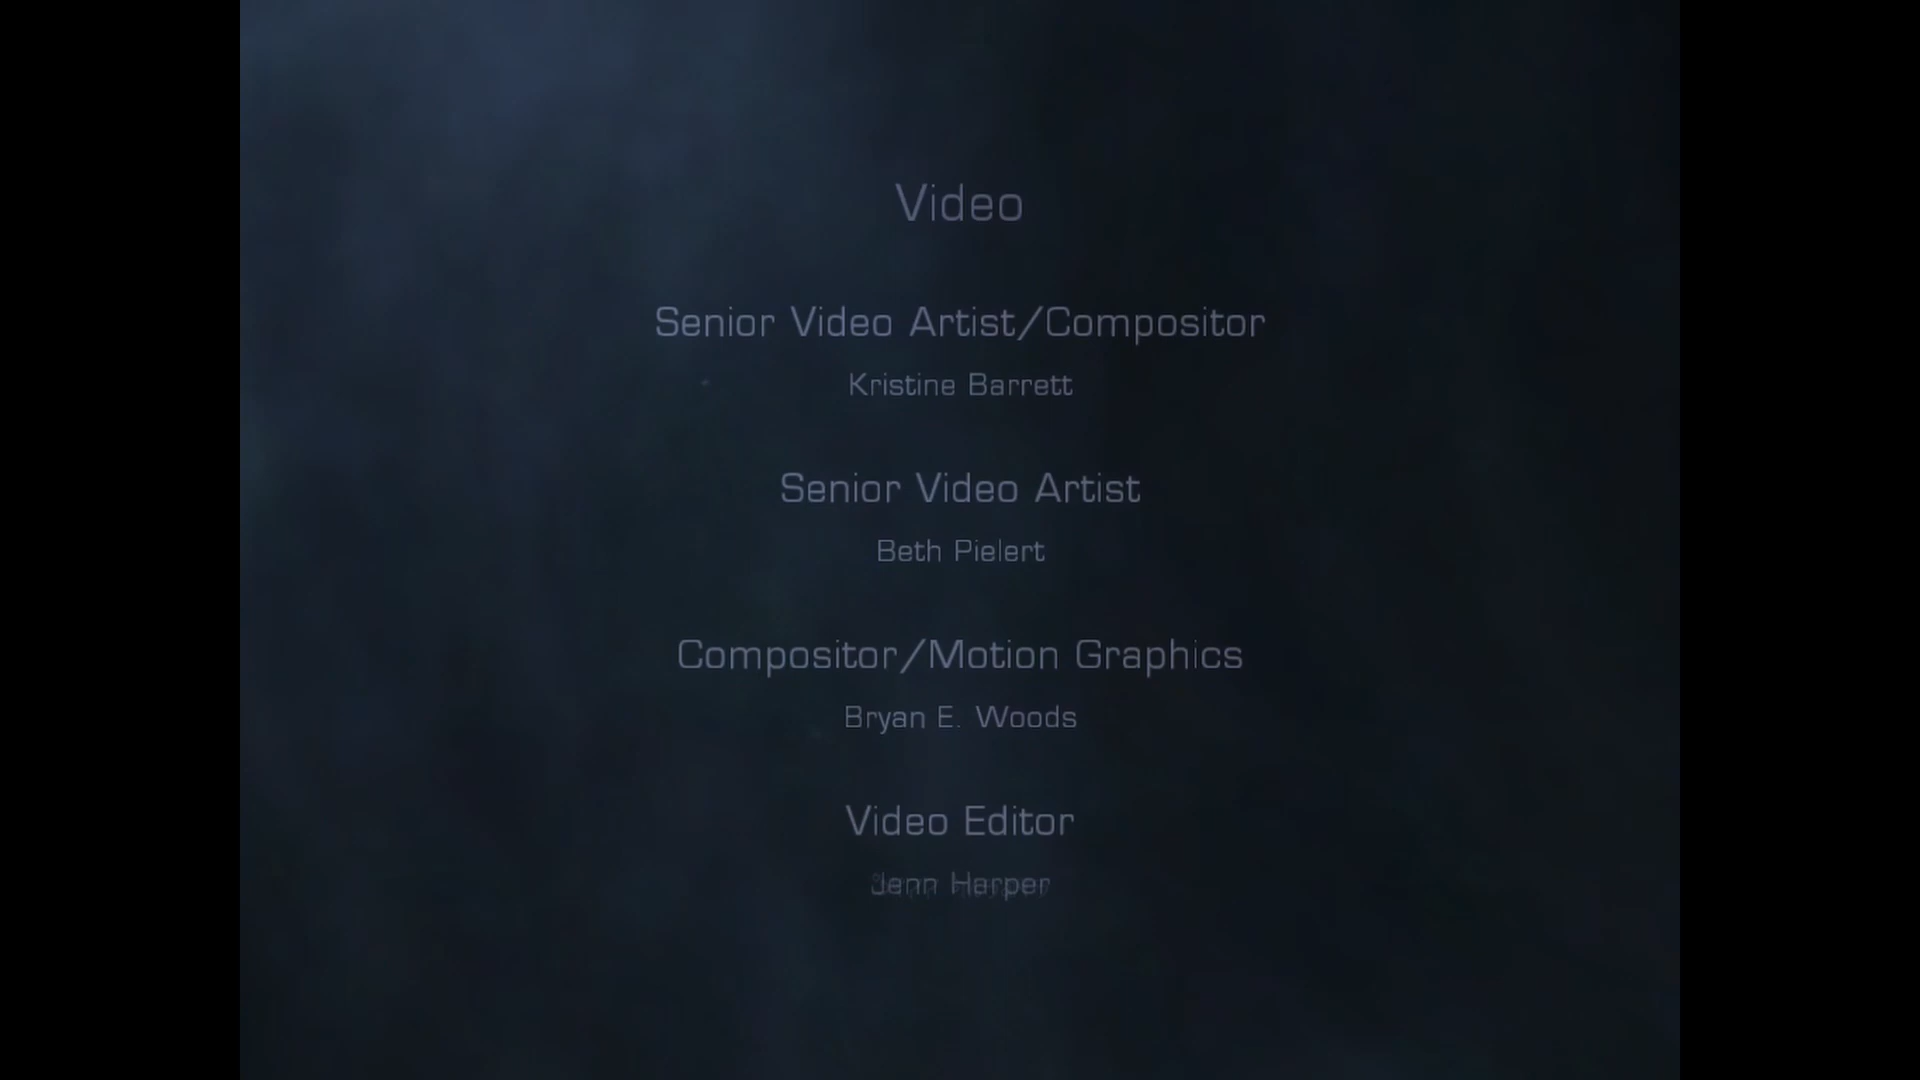 Video
Senior Video Artist/Compositor
Kristine Barrett
Senior Video Artist
Beth Pielert
Compositor/Motion Graphics
Bryan E. Woods
Video Editor
Jenn Harper